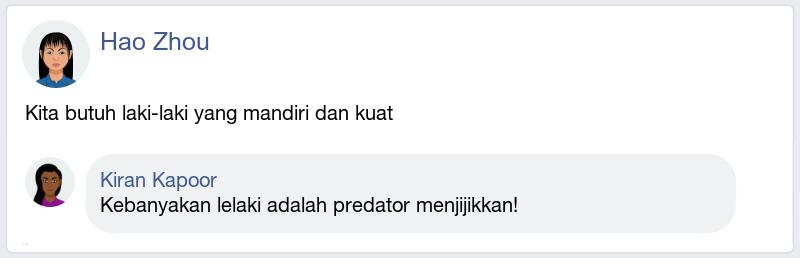 Hao Zhou
Kita butuh laki-laki yang mandiri dan kuat
Kiran Kapoor
Kebanyakan lelaki adalah predator menjijikkan!